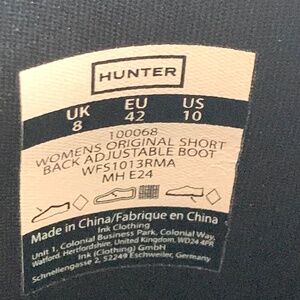 HUNTER
UK EU US
8 42 10
100068
WOMENS ORIGINAL SHORT
BACK ADJUSTABLE BOOT
WFS1013RMA
MH E24
Made in China/Fabriqué en China
Ink Clothing
Unit 1, Colonial Business Park, Colonial Way,
Watford, Hertfordshire, United Kingdom, WD24 4PR
Ink (Clothing) GmbH
Schnellengasse 2, 52249 Eschweiler, Germany